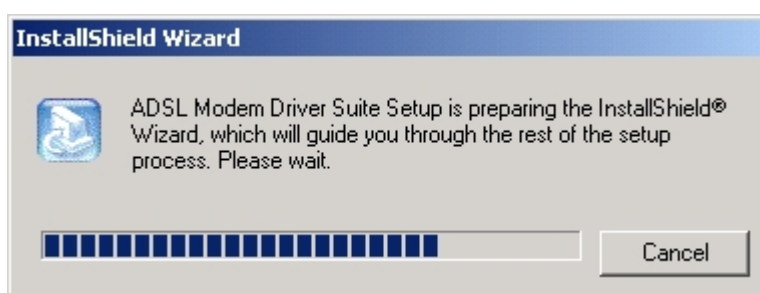 InstallShield Wizard
ADSL Modem Driver Suite Setup is preparing the InstallShield®
Wizard, which will guide you through the rest of the setup
process. Please wait.
Cancel